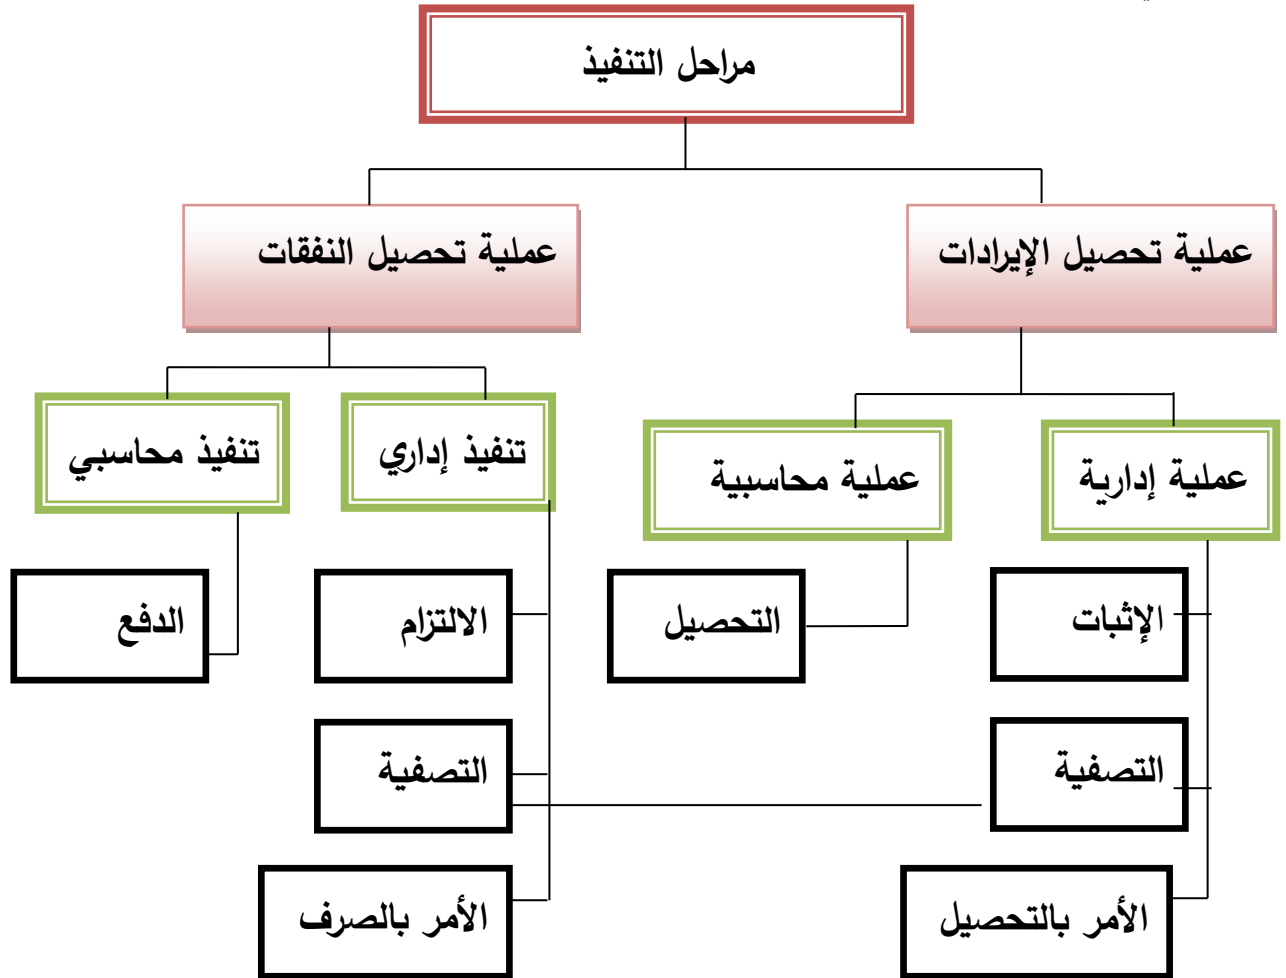 مراحل التنفيذ
عملية تحصيل الإيرادات
عملية تحصيل النفقات
عملية إدارية
عملية محاسبية
تنفيذ إداري
تنفيذ محاسبي
الإثبات
التحصيل
الالتزام
الدفع
التصفية
التصفية
الأمر بالتحصيل
الأمر بالصرف